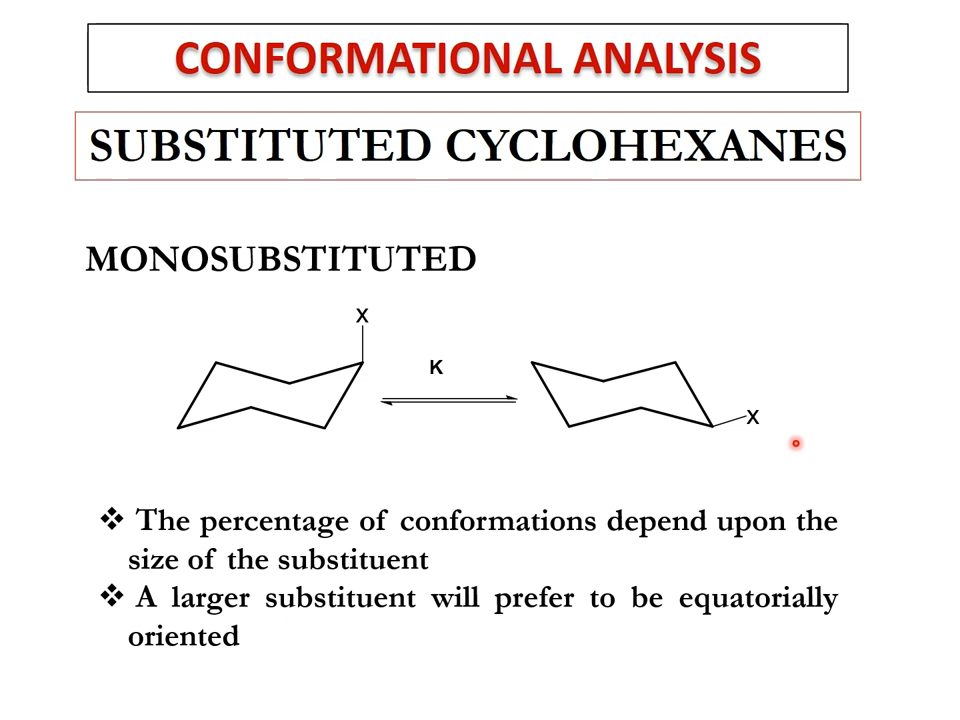 CONFORMATIONAL ANALYSIS
SUBSTITUTED CYCLOHEXANES
MONOSUBSTITUTED
X
K
X
❖ The percentage of conformations depend upon the
size of the substituent
❖ A larger substituent will prefer to be equatorially
oriented